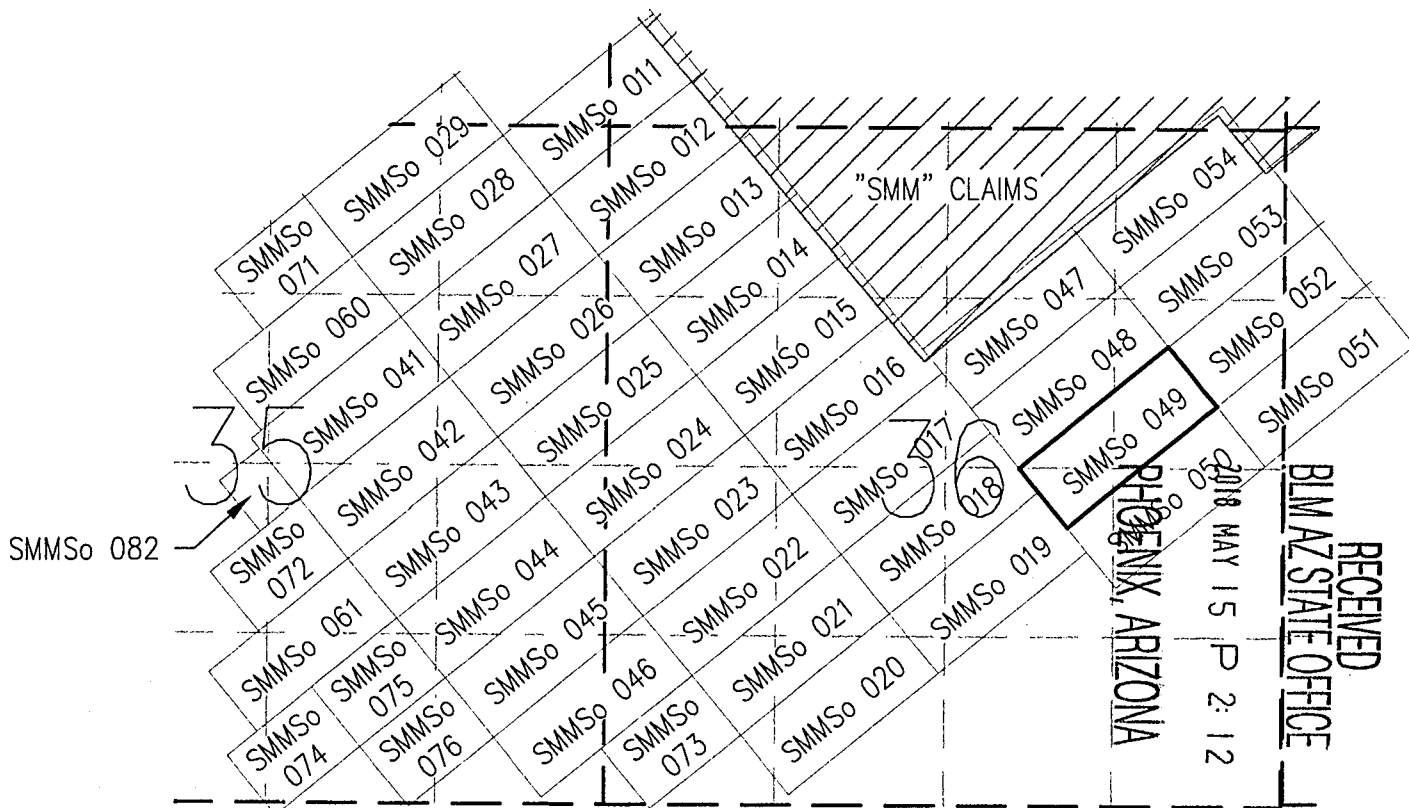 SMMSo 011
SMMSo 029
SMMSo 012
SMMSo 028
SMMSo 054
"SMM" CLAIMS
SMMSo 013
SMMSo
071
SMMSo 027
SMMSo 053
SMMSo 014
SMMSo 047
SMMSo 060
SMMSo 026
SMMSo 052
SMMSo 015
SMMSo 048
SMMSo 041
SMMSo 025
SMMSo 051
SMMSo 016
SMMSo 049
SMMSo 042
SMMSo 024
35
36
SMMSo 017
SMMSo 050
SMMSo 082
SMMSo 043
SMMSo 023
SMMSo 018
SMMSo
072
SMMSo 044
SMMSo 022
SMMSo 019
SMMSo 061
SMMSo 045
SMMSo 021
SMMSo
075
SMMSo 046
SMMSo 020
SMMSo
074
SMMSo
076
SMMSo
073
RECEIVED
BLM AZ STATE OFFICE
2018 MAY 15 P 2:12
PHOENIX, ARIZONA